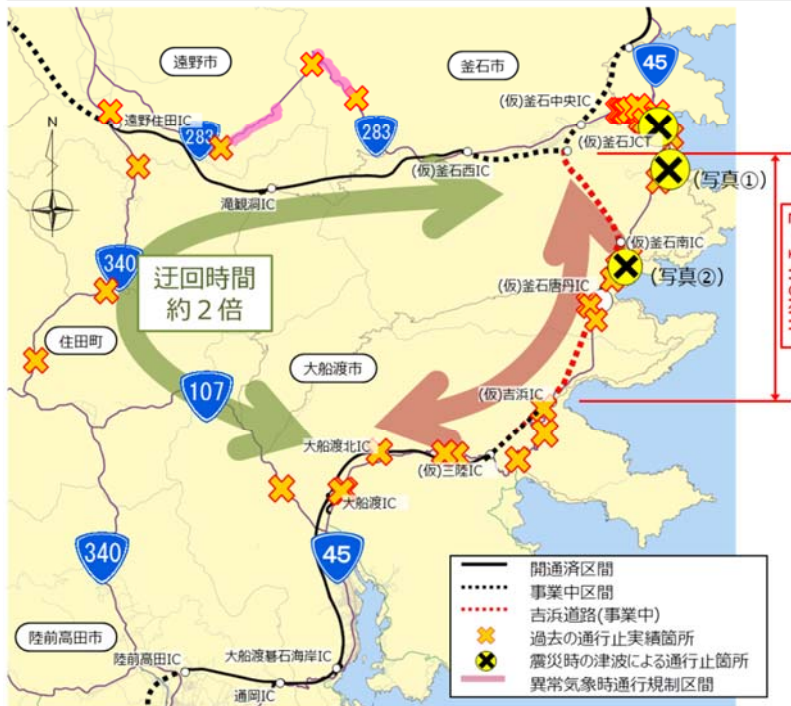 遠野市
釜石市
45
(仮)釜石中央IC
遠野住田IC
283
283
(仮)釜石JCT
N
(仮)釜石西IC
(写真①)
滝観洞IC
(仮)釜石南IC
340
迂回時間
約２倍
(写真②)
(仮)釜石唐丹IC
住田町
大船渡市
107
(仮)吉浜IC
大船渡北IC
(仮)三陸IC
大船渡IC
340
45
開通済区間
事業中区間
吉浜道路(事業中)
過去の通行止実績箇所
震災時の津波による通行止箇所
異常気象時通行規制区間
陸前高田市
陸前高田IC
大船渡碁石海岸IC
通岡IC